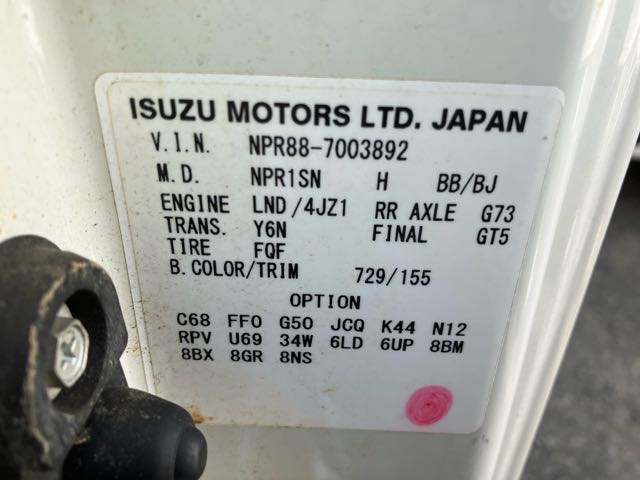 ISUZU MOTORS LTD. JAPAN
V.I.N. NPR88-7003892
M.D. NPR1SN H BB/BJ
ENGINE LND/4JZ1 RR AXLE G73
TRANS. Y6N FINAL GT5
TIRE FQF
B.COLOR/TRIM 729/155
OPTION
C68 FF0 G50 JCQ K44 N12
RPV U69 34W 6LD 6UP 8BM
8BX 8GR 8NS